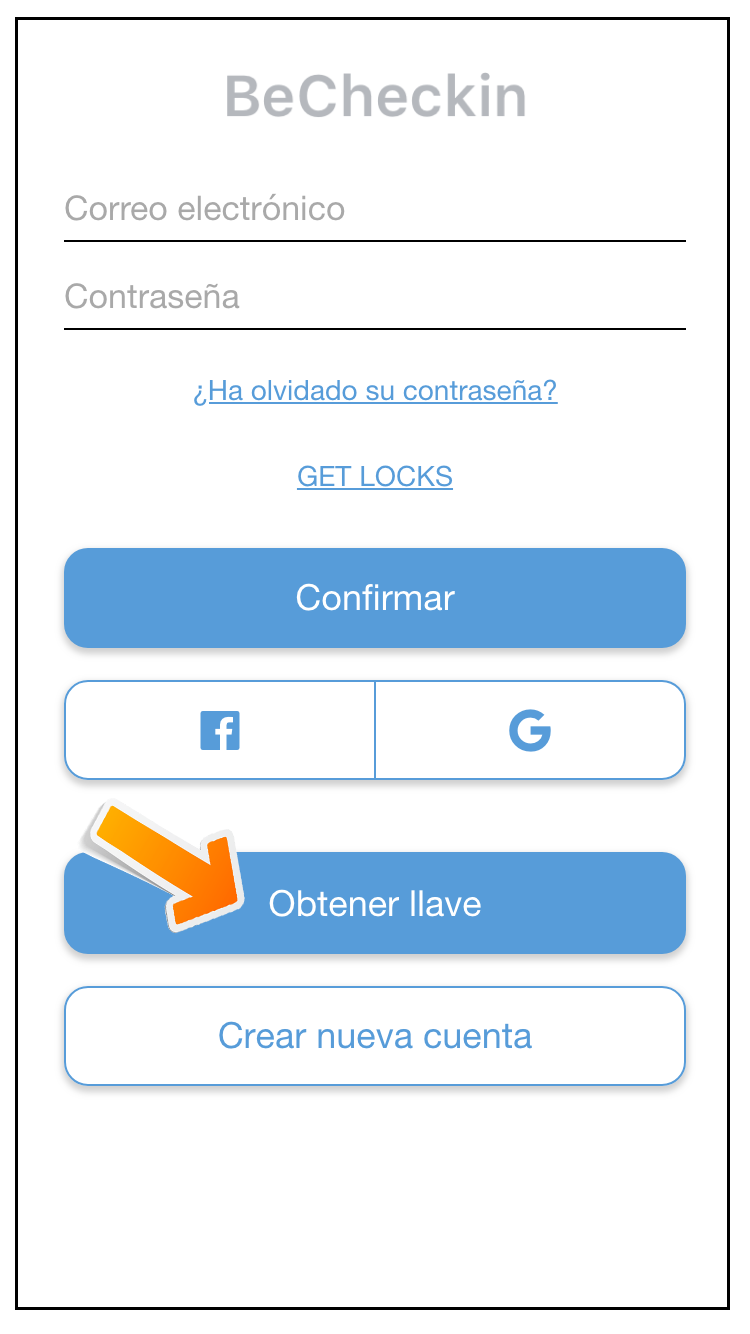 BeCheckin
Correo electrónico
Contraseña
¿Ha olvidado su contraseña?
GET LOCKS
Confirmar
Obtener llave
Crear nueva cuenta